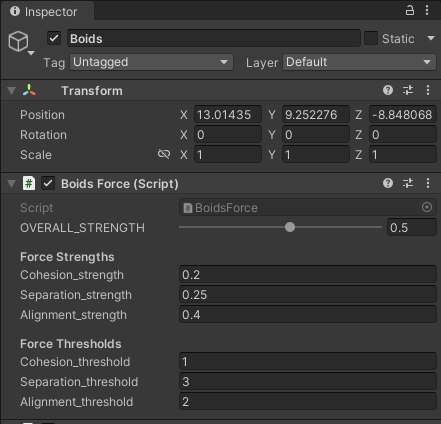 Inspector
Boids
Static
Tag Untagged Layer Default
Transform
Position X 13.01435 Y 9.252276 Z -8.848068
Rotation X 0 Y 0 Z 0
Scale X 1 Y 1 Z 1
# Boids Force (Script)
Script BoidsForce
OVERALL_STRENGTH 0.5
Force Strengths
Cohesion_strength 0.2
Separation_strength 0.25
Alignment_strength 0.4
Force Thresholds
Cohesion_threshold 1
Separation_threshold 3
Alignment_threshold 2